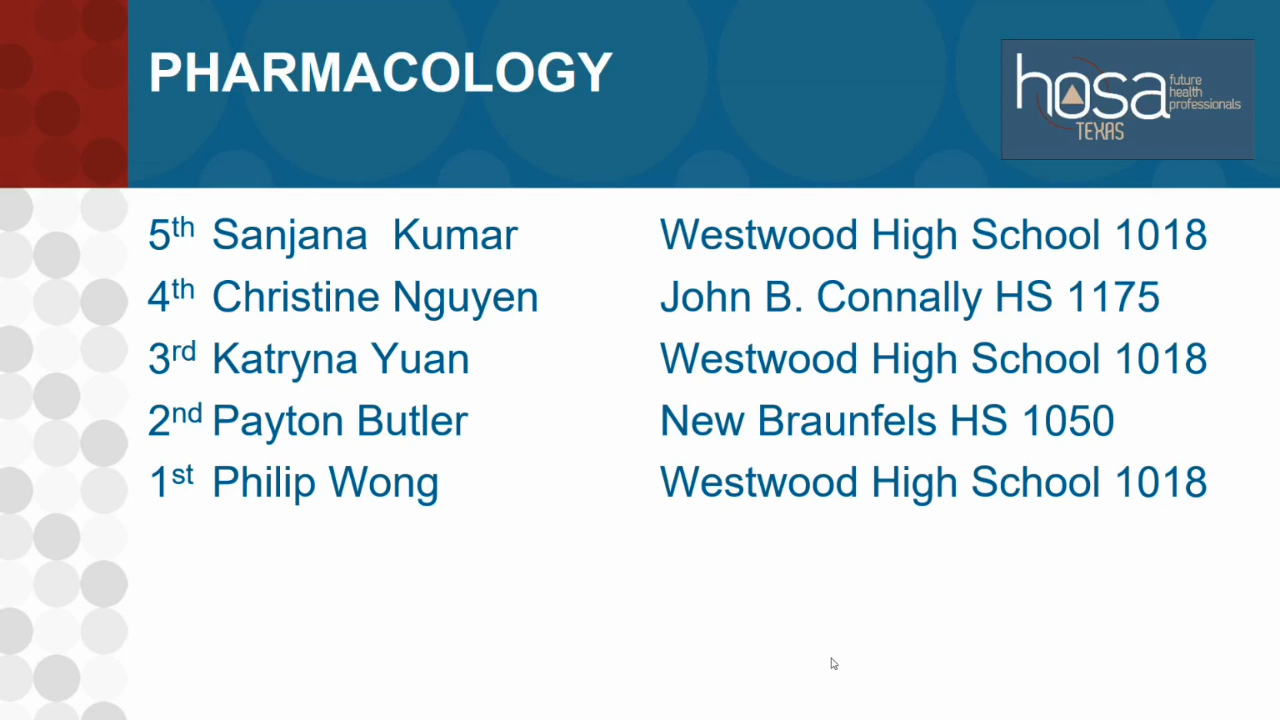 PHARMACOLOGY
hosa future health professionals
TEXAS
5th Sanjana  Kumar Westwood High School 1018
4th Christine Nguyen John B. Connally HS 1175
3rd Katryna Yuan Westwood High School 1018
2nd Payton Butler New Braunfels HS 1050
1st Philip Wong Westwood High School 1018